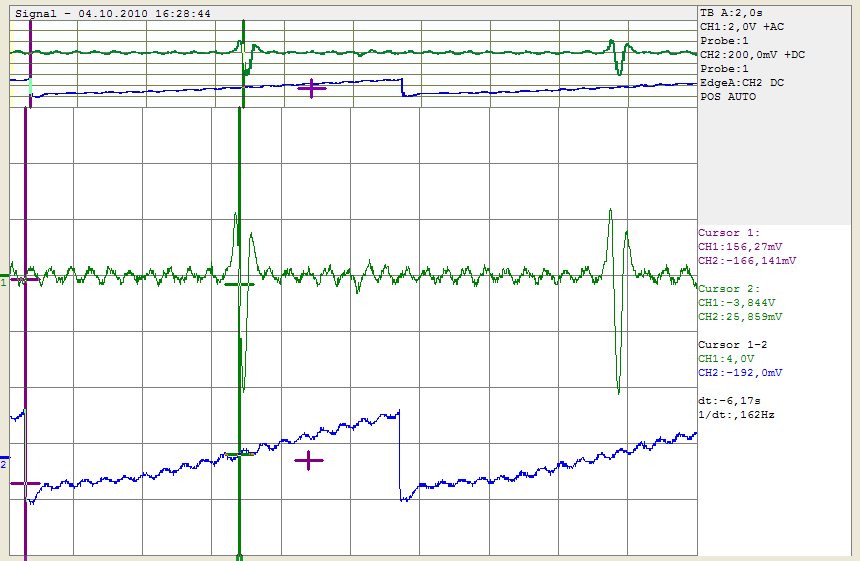 Signal - 04.10.2010 16:28:44
TB A:2,0s
CH1:2,0V +AC
Probe:1
CH2:200,0mV +DC
Probe:1
EdgeA:CH2 DC
POS AUTO
1
2
Cursor 1:
CH1:156,27mV
CH2:-166,141mV
Cursor 2:
CH1:-3,844V
CH2:25,859mV
Cursor 1-2
CH1:4,0V
CH2:-192,0mV
dt:-6,17s
1/dt:,162Hz